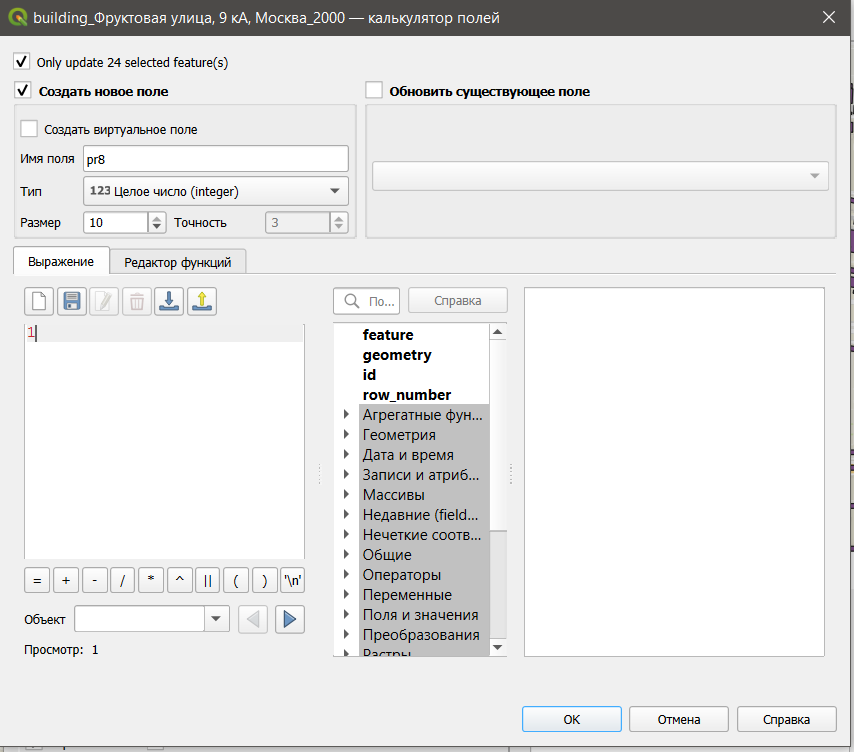 building_Фруктовая улица, 9 кА, Москва_2000 — калькулятор полей
Only update 24 selected feature(s)
Создать новое поле
Обновить существующее поле
Создать виртуальное поле
Имя поля pr8
Тип 123 Целое число (integer)
Размер 10 Точность 3
Выражение Редактор функций
По... Справка
1
feature
geometry
id
row_number
Агрегатные фун...
Геометрия
Дата и время
Записи и атриб...
Массивы
Недавние (field...
Нечеткие соотв...
Общие
Операторы
Переменные
Поля и значения
Преобразования
Растры
= + - / * ^ || ( ) '\n'
Объект
Просмотр: 1
OK Отмена Справка